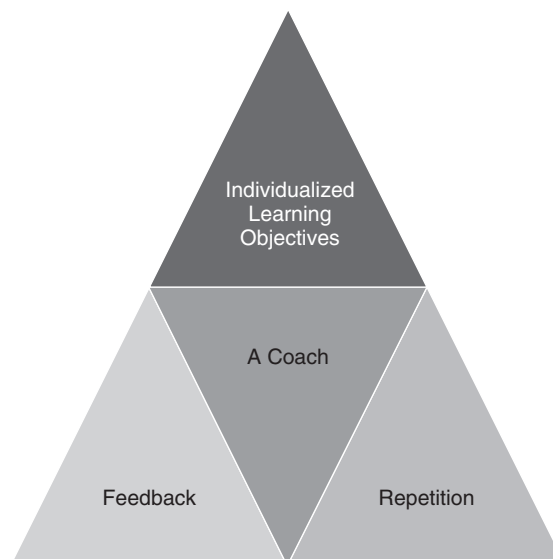 Individualized
Learning
Objectives
A Coach
Feedback
Repetition